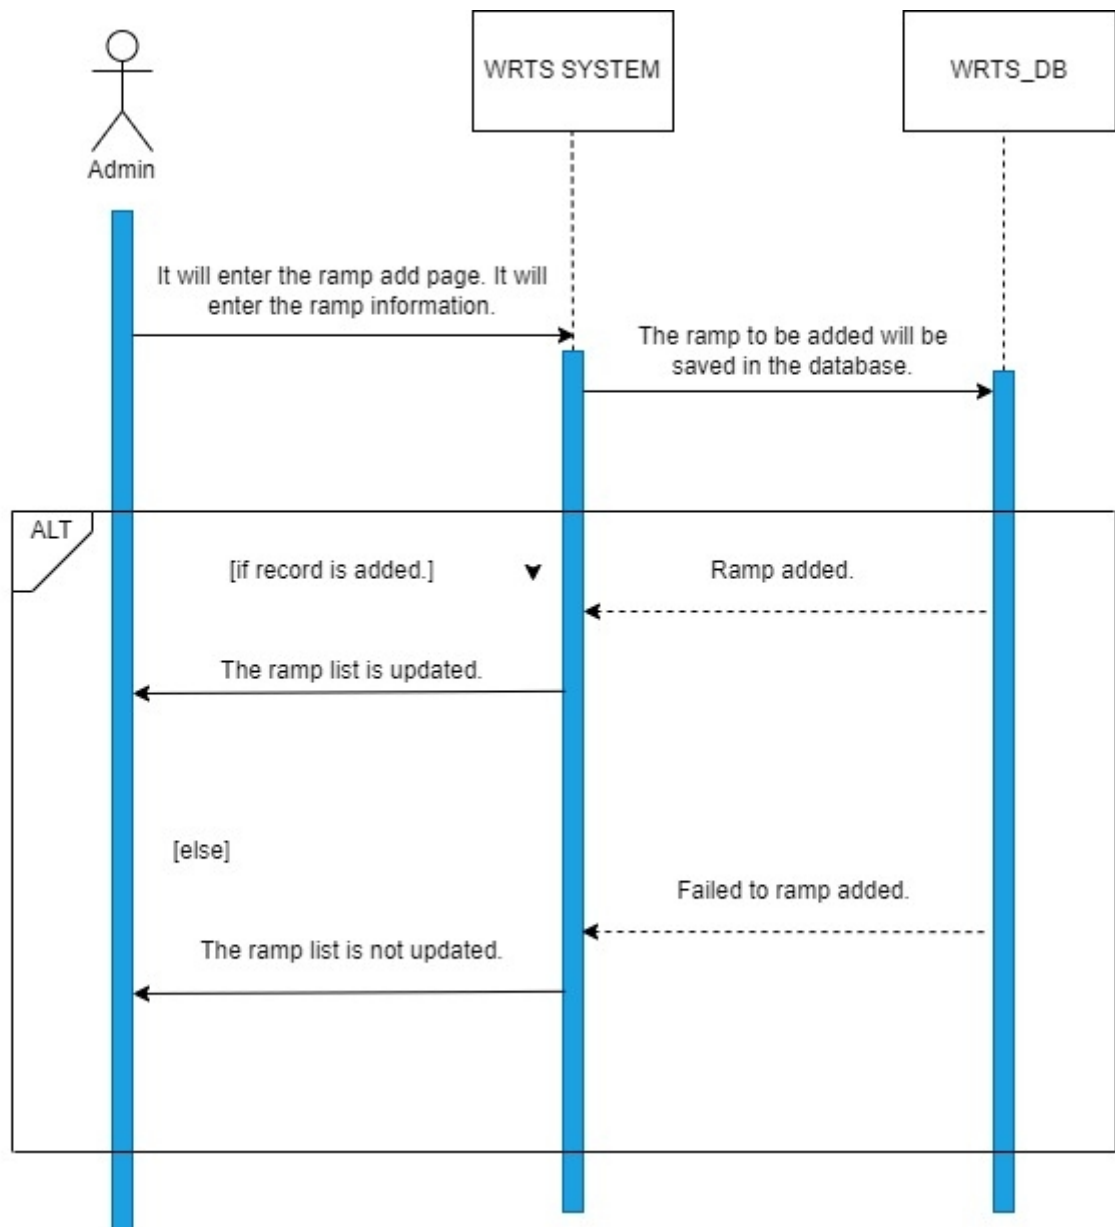 Admin
WRTS SYSTEM
WRTS_DB
It will enter the ramp add page. It will
enter the ramp information.
The ramp to be added will be
saved in the database.
ALT
[if record is added.]
Ramp added.
The ramp list is updated.
[else]
Failed to ramp added.
The ramp list is not updated.